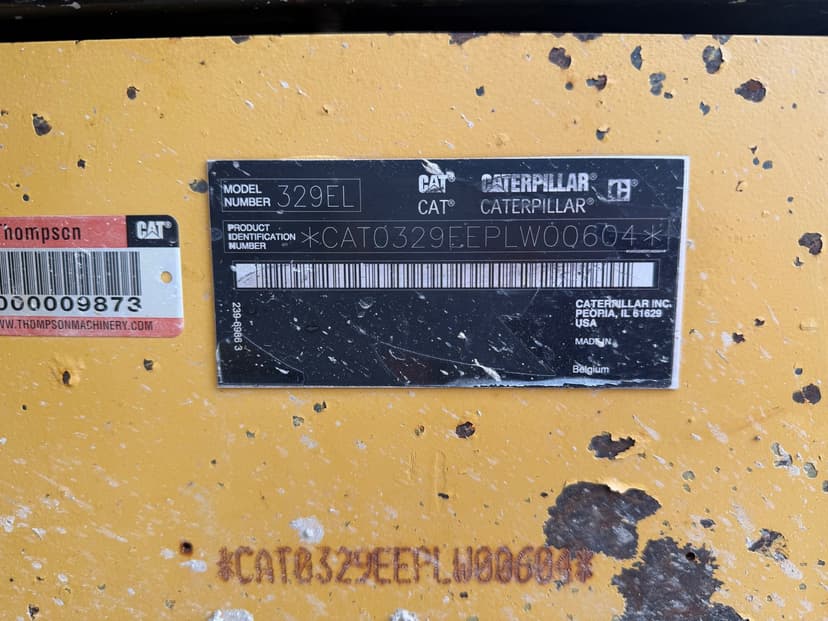 MODEL NUMBER 329EL
CAT® CATERPILLAR®
CAT® CATERPILLAR®
PRODUCT IDENTIFICATION NUMBER *CAT0329EEPLW00604*
239-6966 3
CATERPILLAR INC.
PEORIA, IL 61629
USA
MADE IN
Belgium
Thompson CAT®
000009873
WWW.THOMPSONMACHINERY.COM
*CAT0329EEPLW00604*